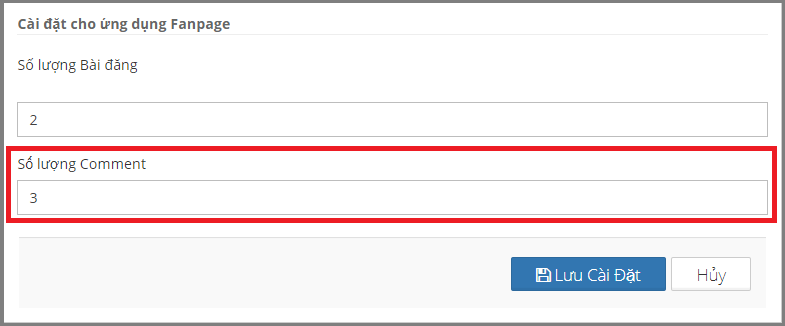 Cài đặt cho ứng dụng Fanpage
Số lượng Bài đăng
2
Số lượng Comment
3
Lưu Cài Đặt Hủy